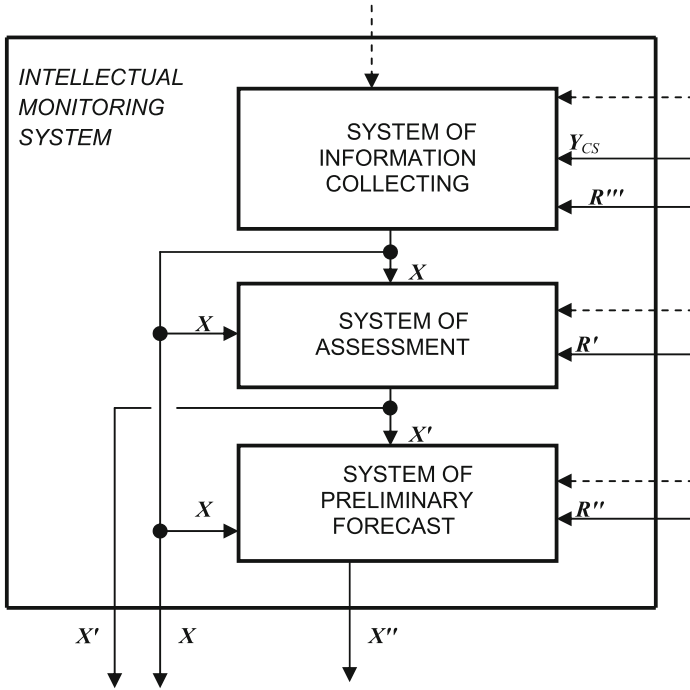 INTELLECTUAL
MONITORING
SYSTEM
SYSTEM OF
INFORMATION
COLLECTING
Y_CS
R'''
X
X
SYSTEM OF
ASSESSMENT
R'
X'
X
SYSTEM OF
PRELIMINARY
FORECAST
R''
X'
X
X''